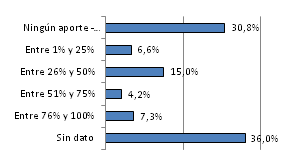 Ningún aporte -... 30,8%
Entre 1% y 25% 6,6%
Entre 26% y 50% 15,0%
Entre 51% y 75% 4,2%
Entre 76% y 100% 7,3%
Sin dato 36,0%